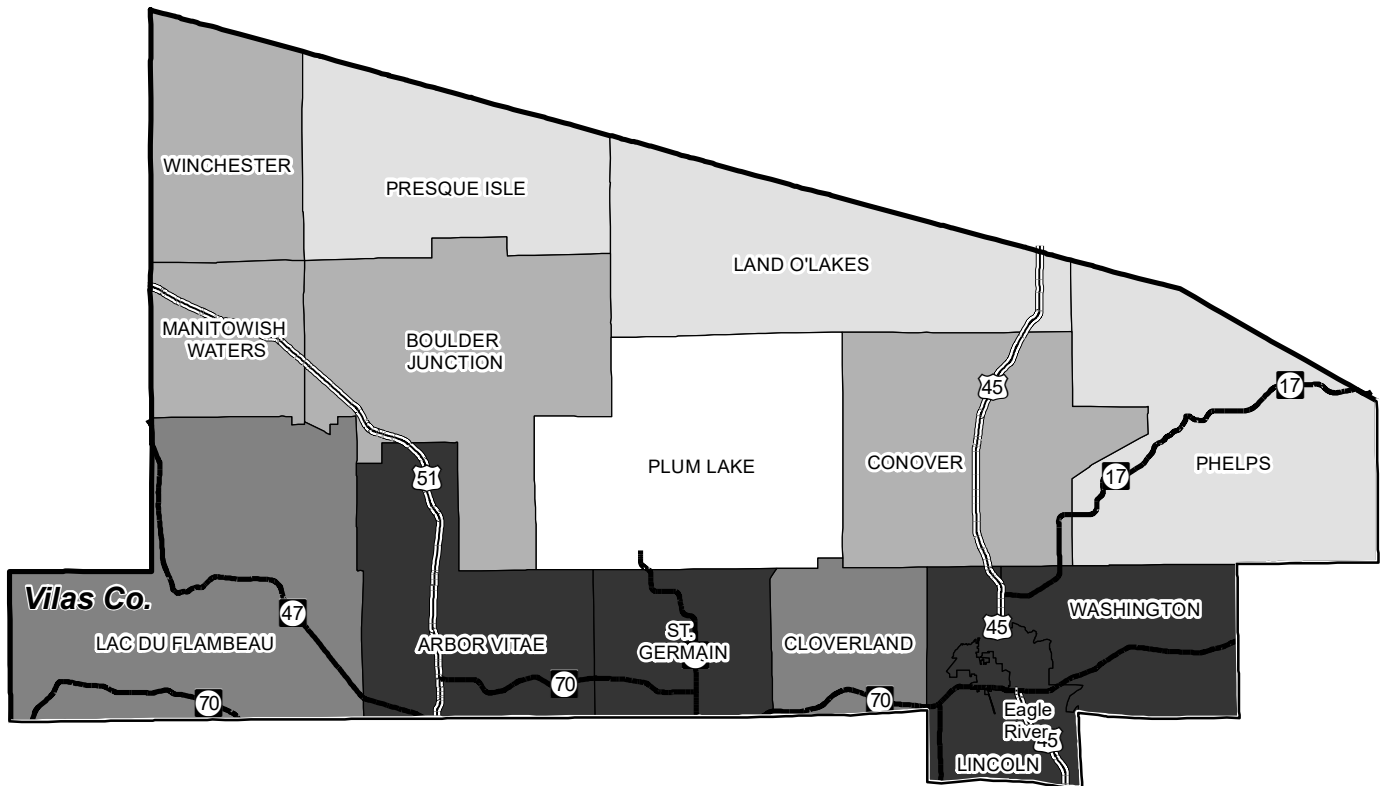 WINCHESTER
PRESQUE ISLE
LAND O'LAKES
MANITOWISH
WATERS
BOULDER
JUNCTION
45
17
51
PLUM LAKE
CONOVER
17
PHELPS
Vilas Co.
47
LAC DU FLAMBEAU
ARBOR VITAE
ST.
GERMAIN
CLOVERLAND
45
WASHINGTON
70
70
70
Eagle
River
45
LINCOLN